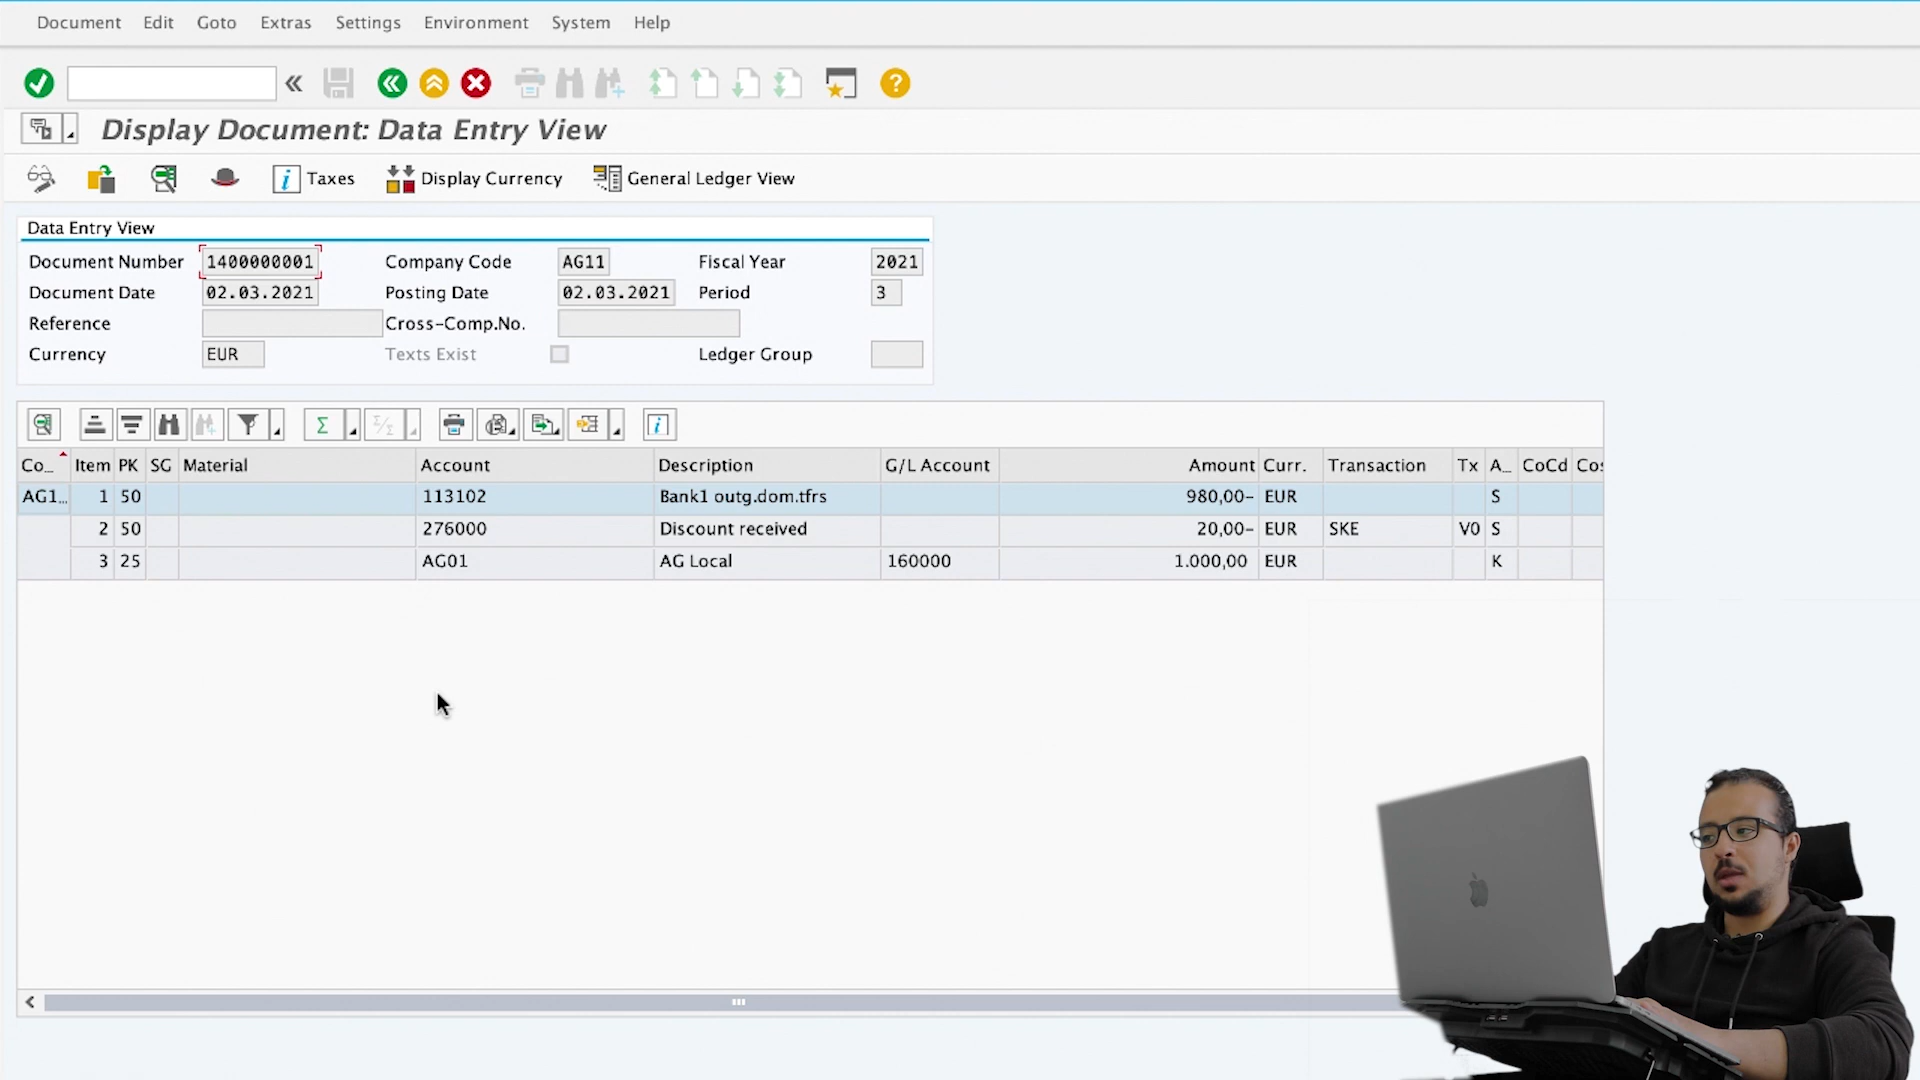 Document Edit Goto Extras Settings Environment System Help
Display Document: Data Entry View
Taxes Display Currency General Ledger View
Data Entry View
Document Number 1400000001 Company Code AG11 Fiscal Year 2021
Document Date 02.03.2021 Posting Date 02.03.2021 Period 3
Reference Cross-Comp.No.
Currency EUR Texts Exist Ledger Group
Co... Item PK SG Material Account Description G/L Account Amount Curr. Transaction Tx A... CoCd Cos
AG1... 1 50 113102 Bank1 outg.dom.tfrs 980,00- EUR S
2 50 276000 Discount received 20,00- EUR SKE V0 S
3 25 AG01 AG Local 160000 1.000,00 EUR K